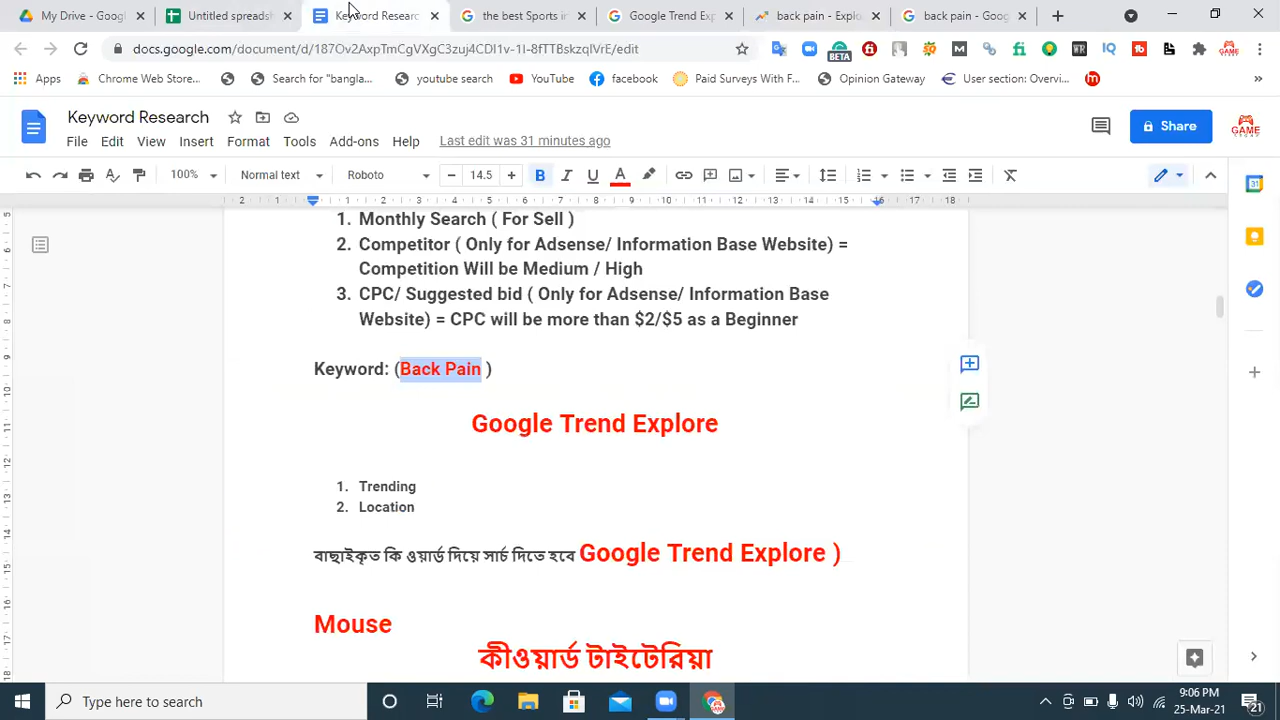 My Drive - Goog
Untitled spreadsh
Keyword Researc
the best Sports in
Google Trend Exp
back pain - Explo
back pain - Goog
docs.google.com/document/d/187Ov2AxpTmCgVXgC3zuj4CDI1v-1I-8fTTBskzqlVrE/edit
BETA
Apps
Chrome Web Store...
Search for "bangla...
youtube search
YouTube
facebook
Paid Surveys With F...
Opinion Gateway
User section: Overvi...
Keyword Research
File Edit View Insert Format Tools Add-ons Help Last edit was 31 minutes ago
Share
100% Normal text Roboto 14.5
1. Monthly Search ( For Sell )
2. Competitor ( Only for Adsense/ Information Base Website) =
Competition Will be Medium / High
3. CPC/ Suggested bid ( Only for Adsense/ Information Base
Website) = CPC will be more than $2/$5 as a Beginner
Keyword: (Back Pain )
Google Trend Explore
1. Trending
2. Location
বাছাইকৃত কি ওয়ার্ড দিয়ে সার্চ দিতে হবে Google Trend Explore )
Mouse
কীওয়ার্ড টাইটেরিয়া
Type here to search
9:06 PM
25-Mar-21
21